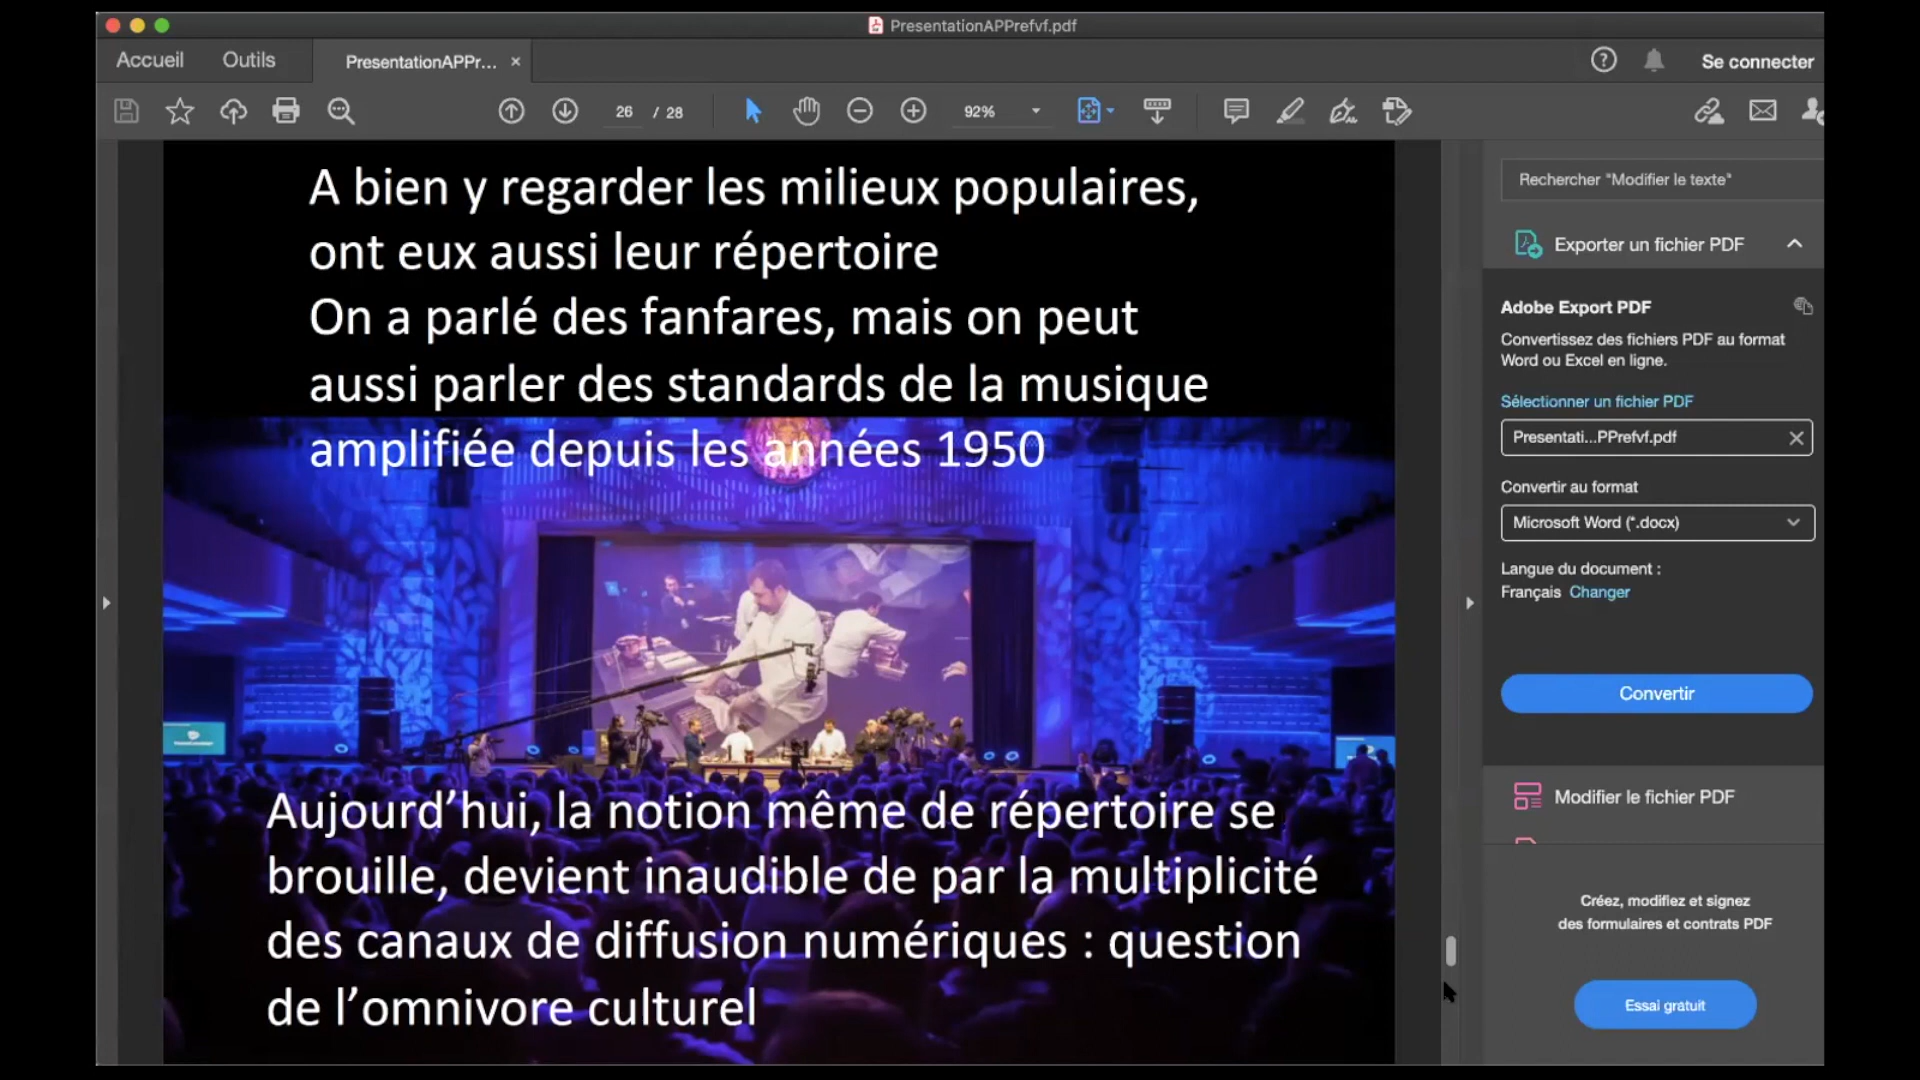 PresentationAPPrefvf.pdf
Accueil
Outils
PresentationAPPr...
Se connecter
26 / 28
92%
A bien y regarder les milieux populaires,
ont eux aussi leur répertoire
On a parlé des fanfares, mais on peut
aussi parler des standards de la musique
amplifiée depuis les années 1950
Aujourd’hui, la notion même de répertoire se
brouille, devient inaudible de par la multiplicité
des canaux de diffusion numériques : question
de l’omnivore culturel
Rechercher "Modifier le texte"
Exporter un fichier PDF
Adobe Export PDF
Convertissez des fichiers PDF au format
Word ou Excel en ligne.
Sélectionner un fichier PDF
Presentati...PPrefvf.pdf
Convertir au format
Microsoft Word (*.docx)
Langue du document :
Français Changer
Convertir
Modifier le fichier PDF
Créez, modifiez et signez
des formulaires et contrats PDF
Essai gratuit